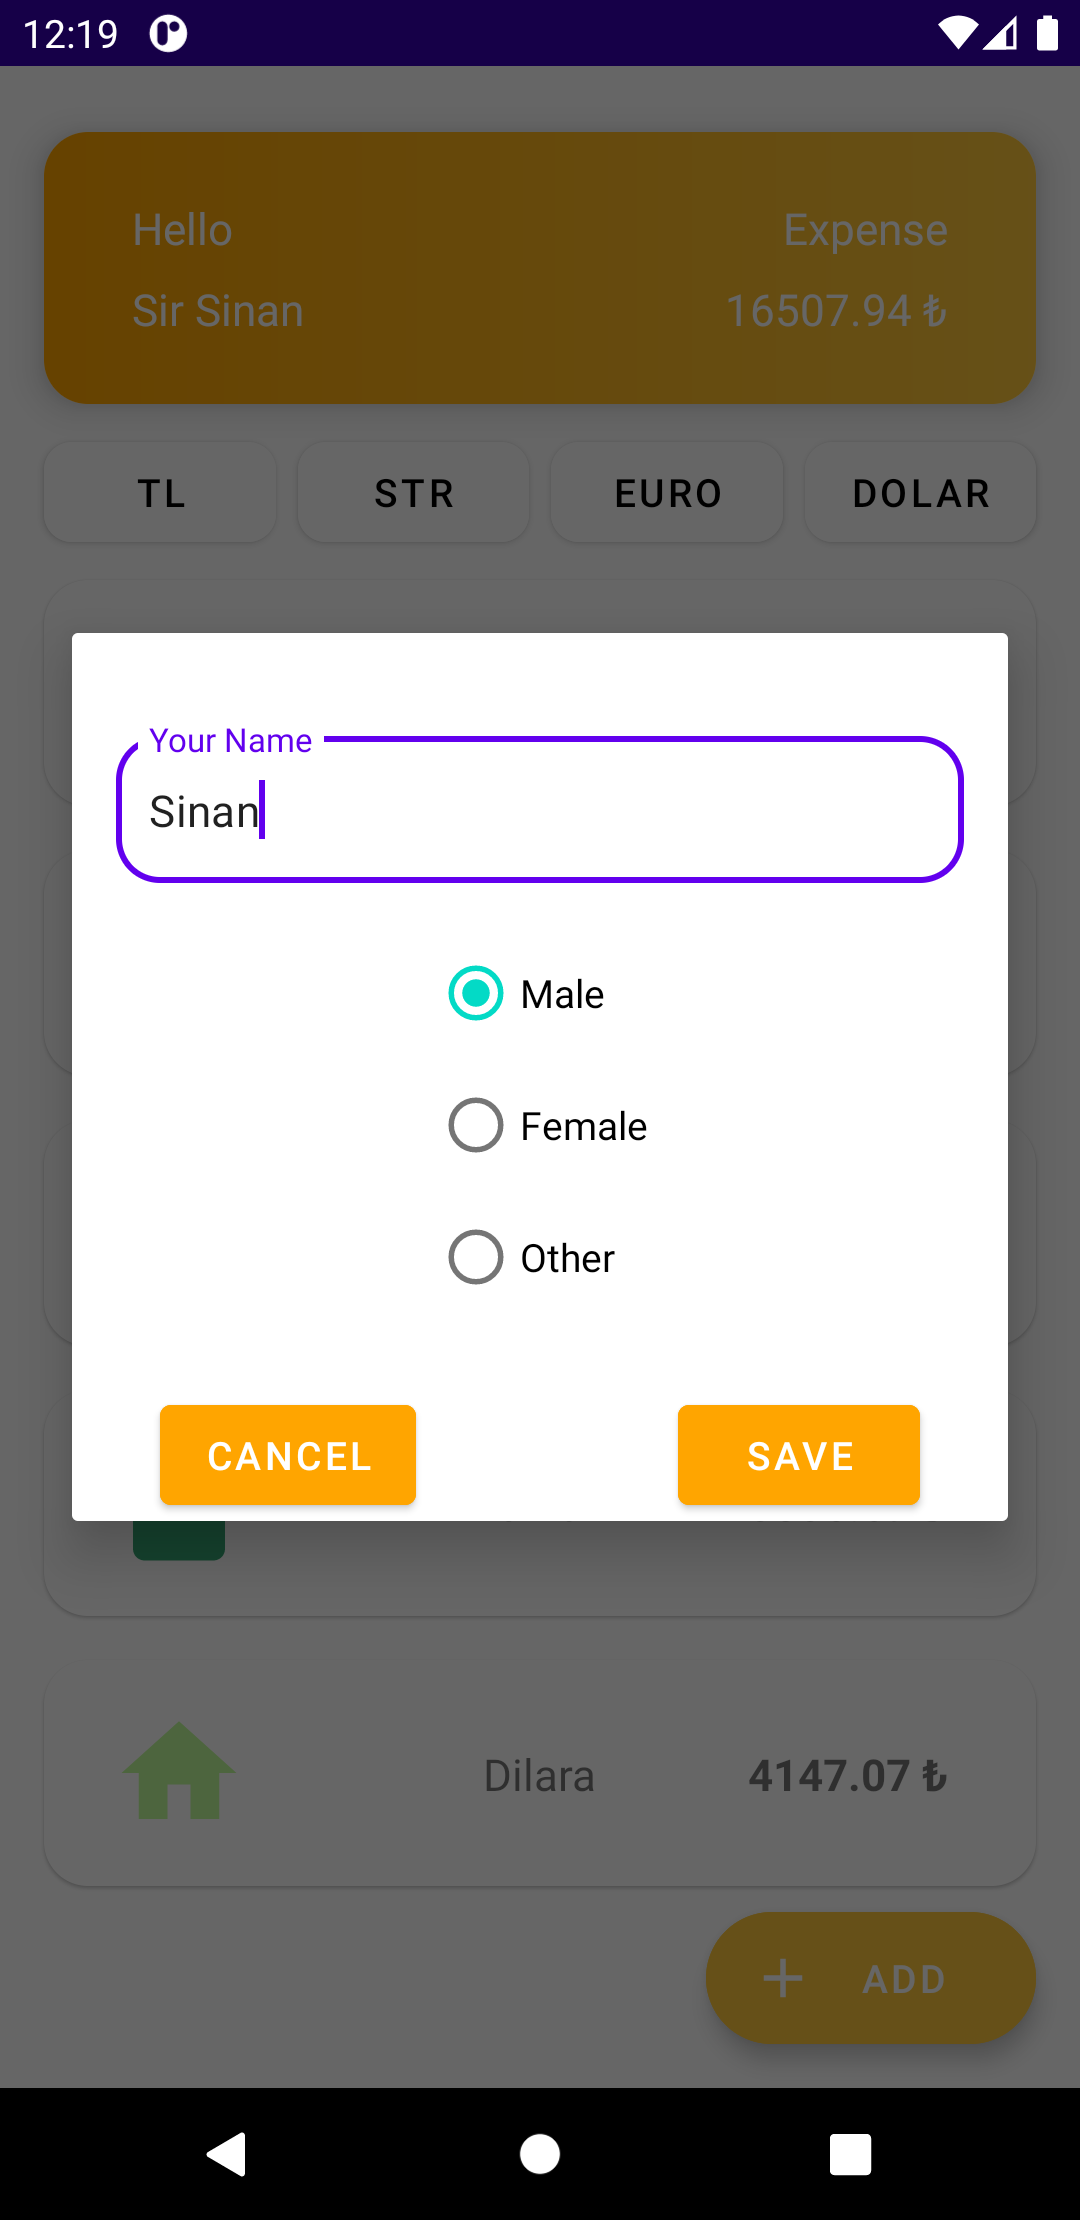 12:19
Hello
Expense
Sir Sinan
16507.94 ₺
TL
STR
EURO
DOLAR
Your Name
Sinan
Male
Female
Other
CANCEL
SAVE
Dilara
4147.07 ₺
+ ADD